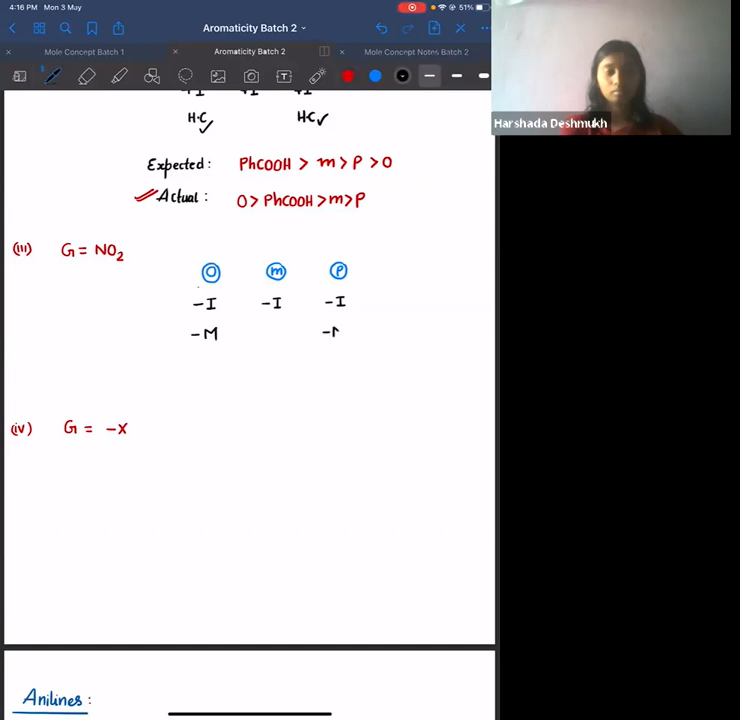 4:16 PM Mon 3 May
51%
Aromaticity Batch 2
Mole Concept Batch 1
Aromaticity Batch 2
Mole Concept Notes Batch 2
H·C
H·C
Harshada Deshmukh
Expected: PhCOOH > m > P > O
Actual: O > PhCOOH > m > P
(iii) G = NO2
O m P
-I -I -I
-M
(iv) G = -X
Anilines: